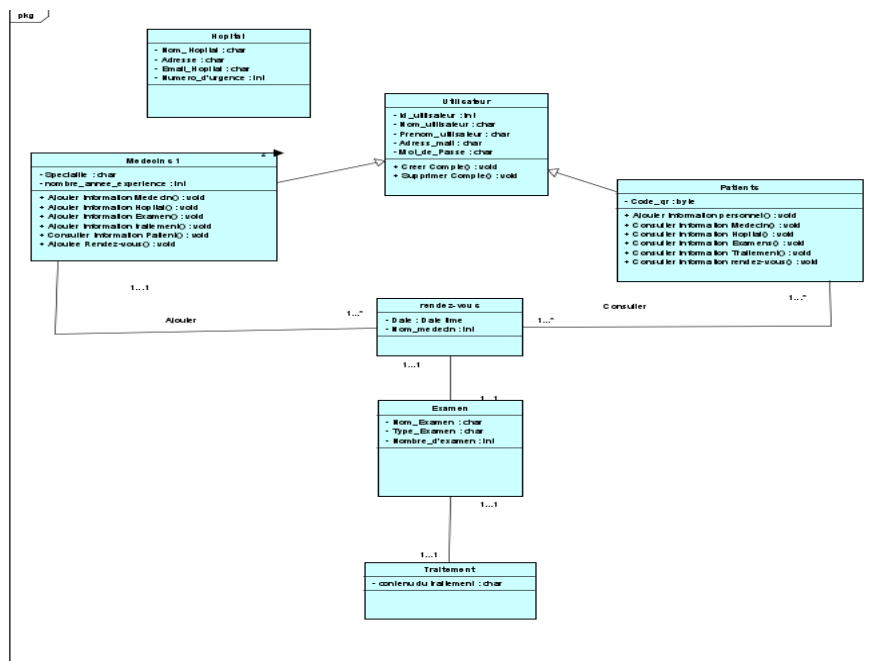 pkg
Hopital
- Nom_Hopital : char
- Adresse : char
- Email_Hopital : char
- Numero_d'urgence : int
Utilisateur
- Id_utilisateur : int
- Nom_utilisateur : char
- Prenom_utilisateur : char
- Adress_mail : char
- Mot_de_Passe : char
+ Creer Compte() : void
+ Supprimer Compte() : void
Medecins 1
- Specialite : char
- nombre_annee_experience : int
+ Ajouter Information Medecin() : void
+ Ajouter Information Hopital() : void
+ Ajouter Information Examen() : void
+ Ajouter Information traitement() : void
+ Consulter Information Patient() : void
+ Ajoutee Rendez-vous() : void
Patients
- Code_qr : byte
+ Ajouter Information personnel() : void
+ Consulter Information Medecin() : void
+ Consulter Information Hopital() : void
+ Consulter Information Examens() : void
+ Consulter Information Traitement() : void
+ Consulter Information rendez-vous() : void
1...1
Ajouter
1...*
rendez-vous
- Date : Date time
- Nom_medecin : int
1...*
Consulter
1...*
1...1
1...1
Examen
- Nom_Examen : char
- Type_Examen : char
- Nombre_d'examen : int
1...1
1...1
Traitement
- contenu du traitement : char